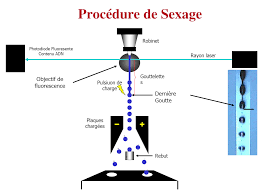 Procédure de Sexage
Robinet
Photodiode Fluorescente
Contenu ADN
Rayon laser
Objectif de
fluorescence
Gouttelette
s
Pulsiuon de
charge
Dernière
Goutte
Plaques
chargées
-
+
Rebut